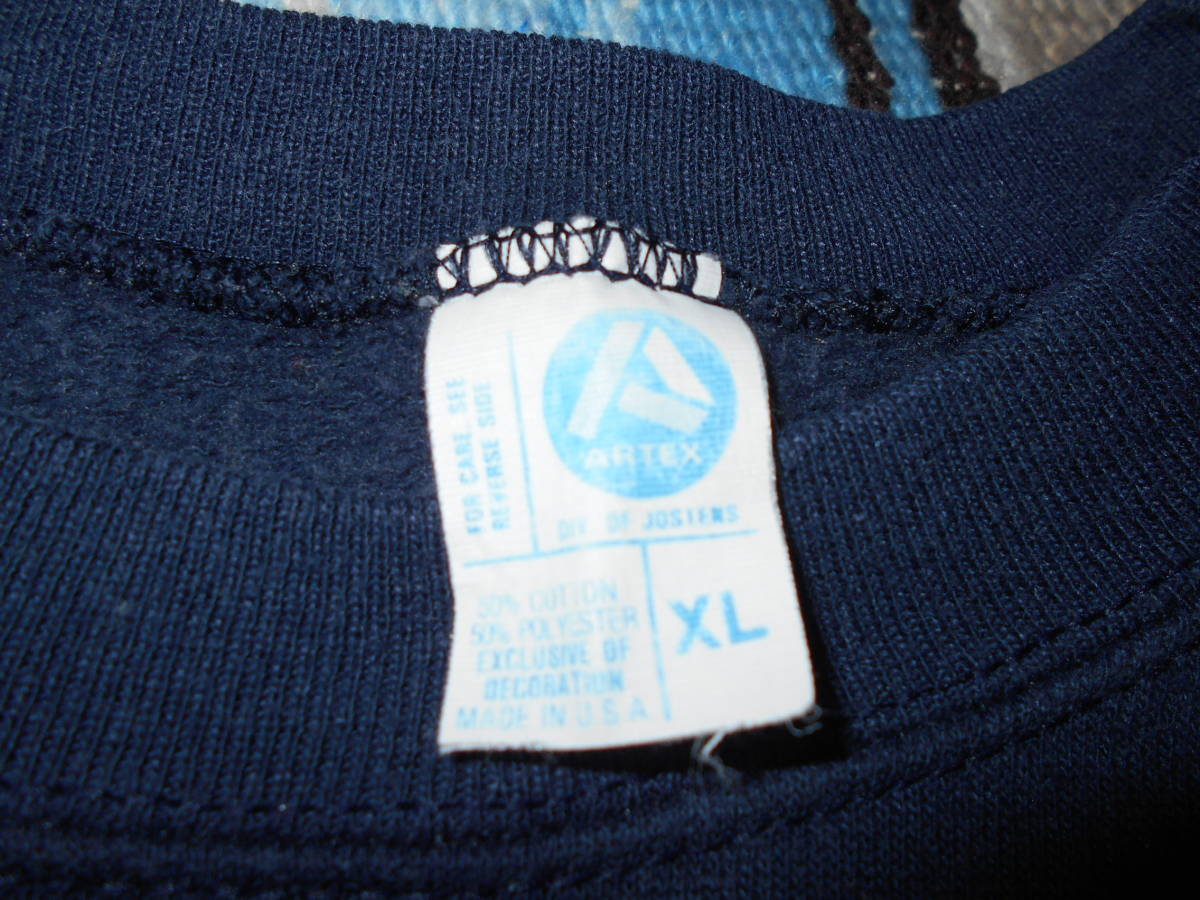 FOR CARE SEE
REVERSE SIDE
ARTEX
DIV. OF JOSTENS
50% COTTON
50% POLYESTER
EXCLUSIVE OF
DECORATION
MADE IN U.S.A
XL